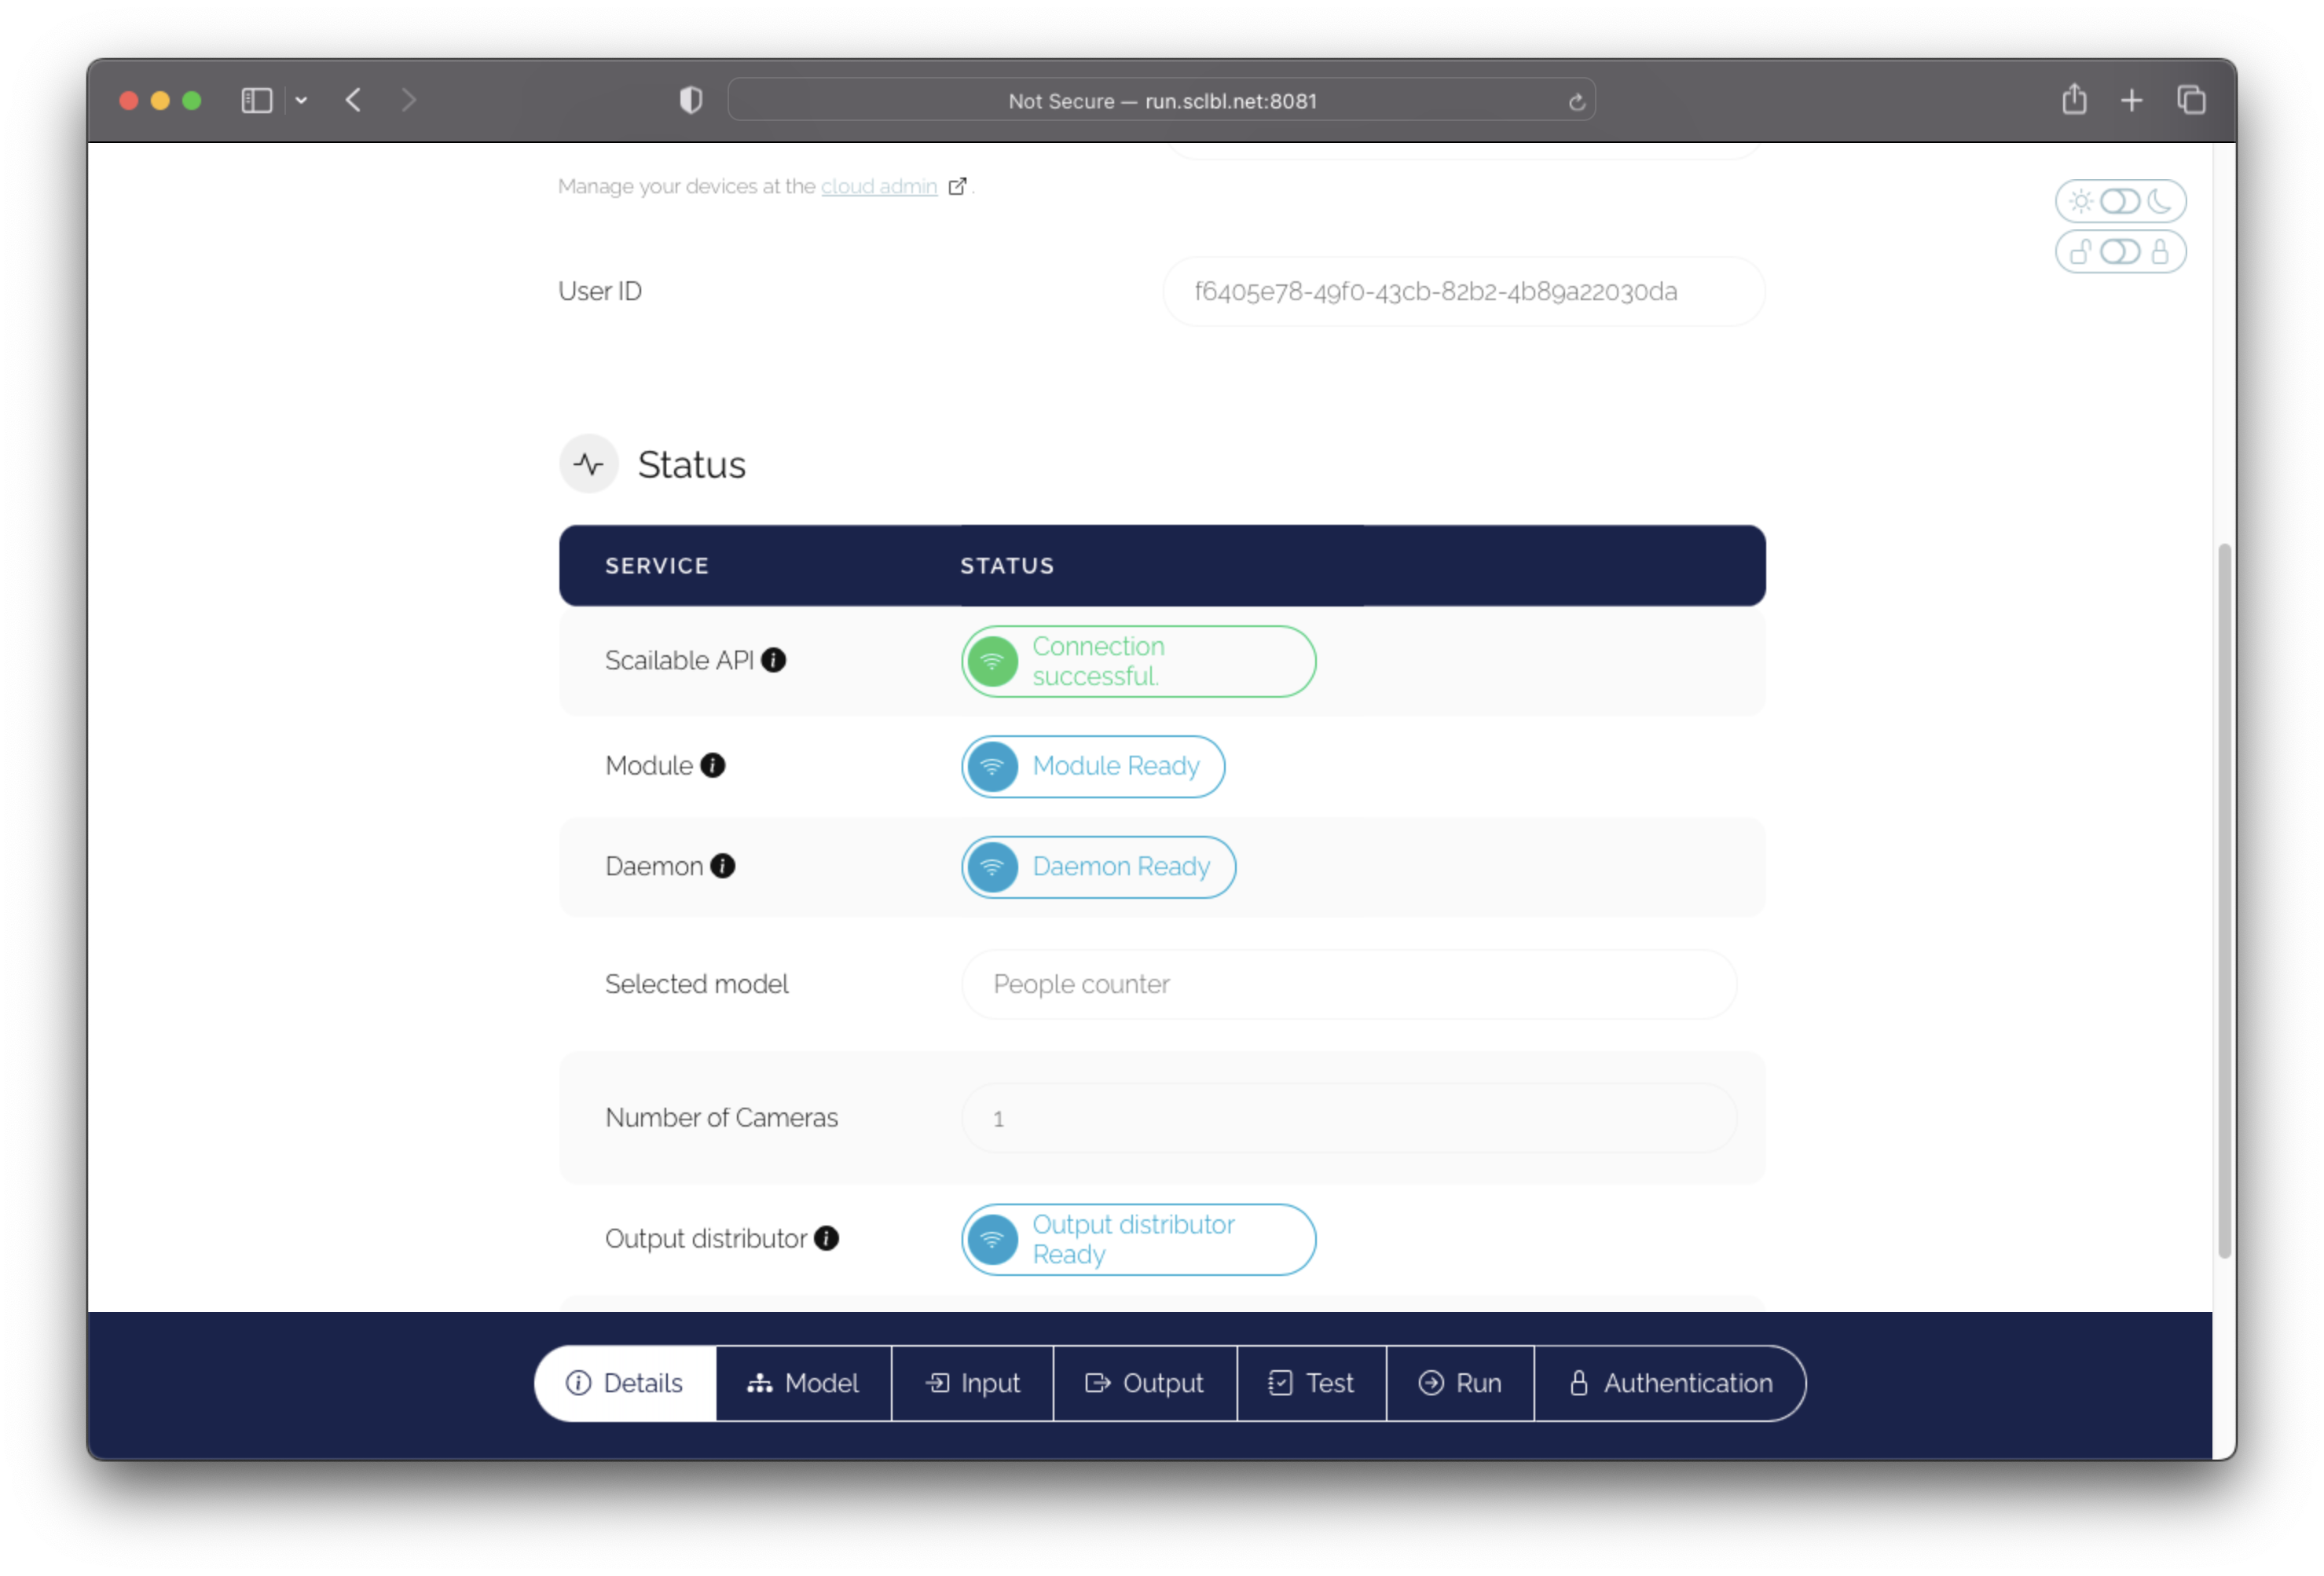 Not Secure — run.sclbl.net:8081
Manage your devices at the cloud admin .
User ID
f6405e78-49f0-43cb-82b2-4b89a22030da
Status
SERVICE STATUS
Scailable API
Connection
successful.
Module
Module Ready
Daemon
Daemon Ready
Selected model
People counter
Number of Cameras
1
Output distributor
Output distributor
Ready
Details Model Input Output Test Run Authentication